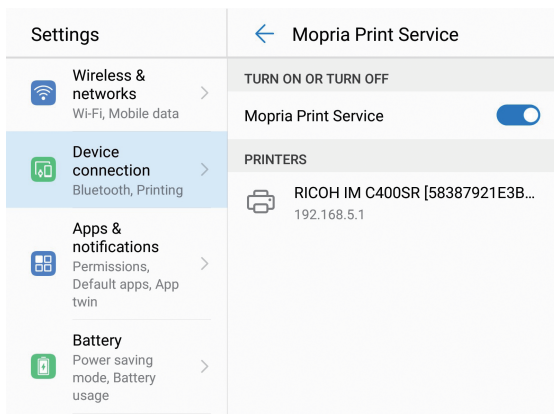 Settings
Wireless &
networks
Wi-Fi, Mobile data
Device
connection
Bluetooth, Printing
Apps &
notifications
Permissions,
Default apps, App
twin
Battery
Power saving
mode, Battery
usage
Mopria Print Service
TURN ON OR TURN OFF
Mopria Print Service
PRINTERS
RICOH IM C400SR [58387921E3B...
192.168.5.1